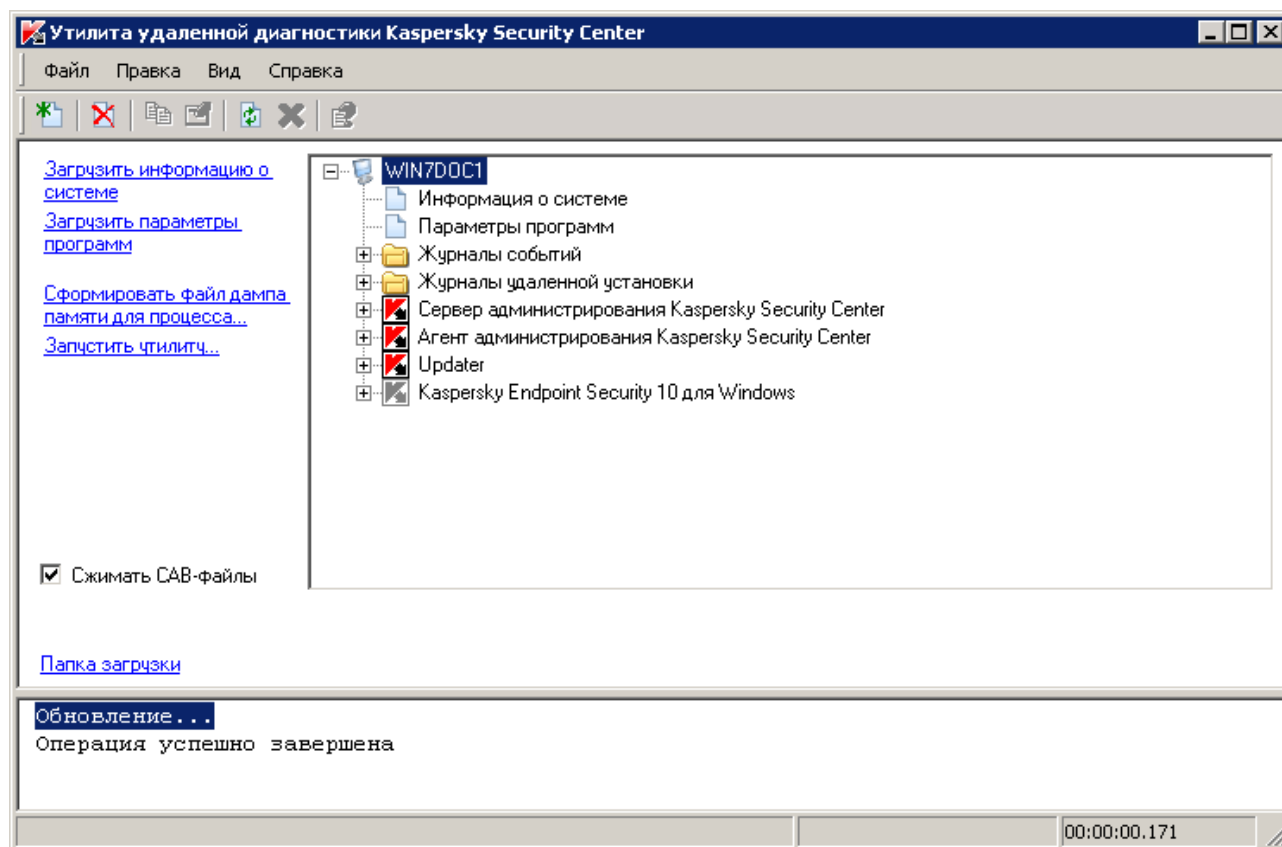 Утилита удаленной диагностики Kaspersky Security Center
Файл Правка Вид Справка
Загрузить информацию о
системе
Загрузить параметры
программ
Сформировать файл дампа
памяти для процесса...
Запустить утилиту...
Сжимать CAB-файлы
Папка загрузки
WIN7DOC1
Информация о системе
Параметры программ
Журналы событий
Журналы удаленной установки
Сервер администрирования Kaspersky Security Center
Агент администрирования Kaspersky Security Center
Updater
Kaspersky Endpoint Security 10 для Windows
Обновление...
Операция успешно завершена
00:00:00.171